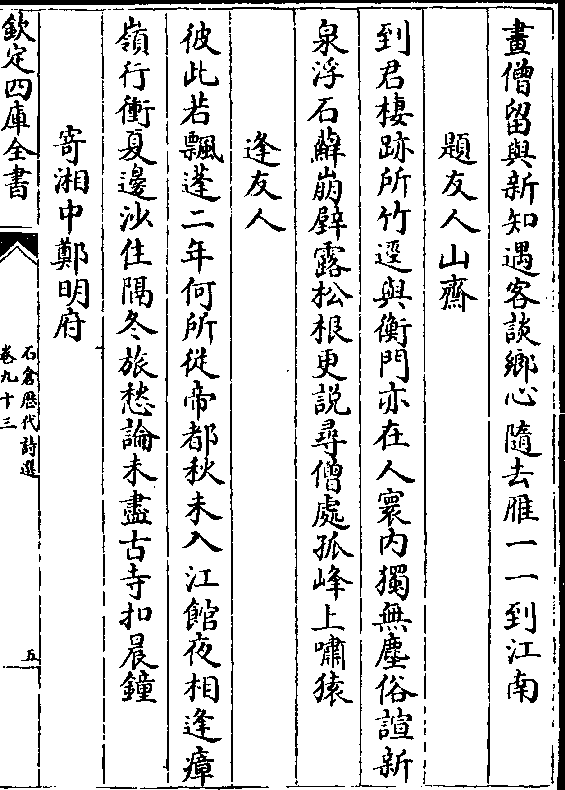 畫僧留與新知遇客談鄉心隨去雁一一到江南
題友人山齋
到君棲跡所竹逕與衡門亦在人寰内獨無塵俗諠新
泉浮石蘚崩壁露松根更説尋僧處孤峰上嘯猿
逢友人
彼此若飄蓬二年何所從帝都秋未入江館夜相逢瘴
嶺行衝夏邊沙住隔冬旅愁論未盡古寺扣晨鐘
寄湘中鄭明府
欽定四庫全書
石倉歴代詩選
卷九十三
五